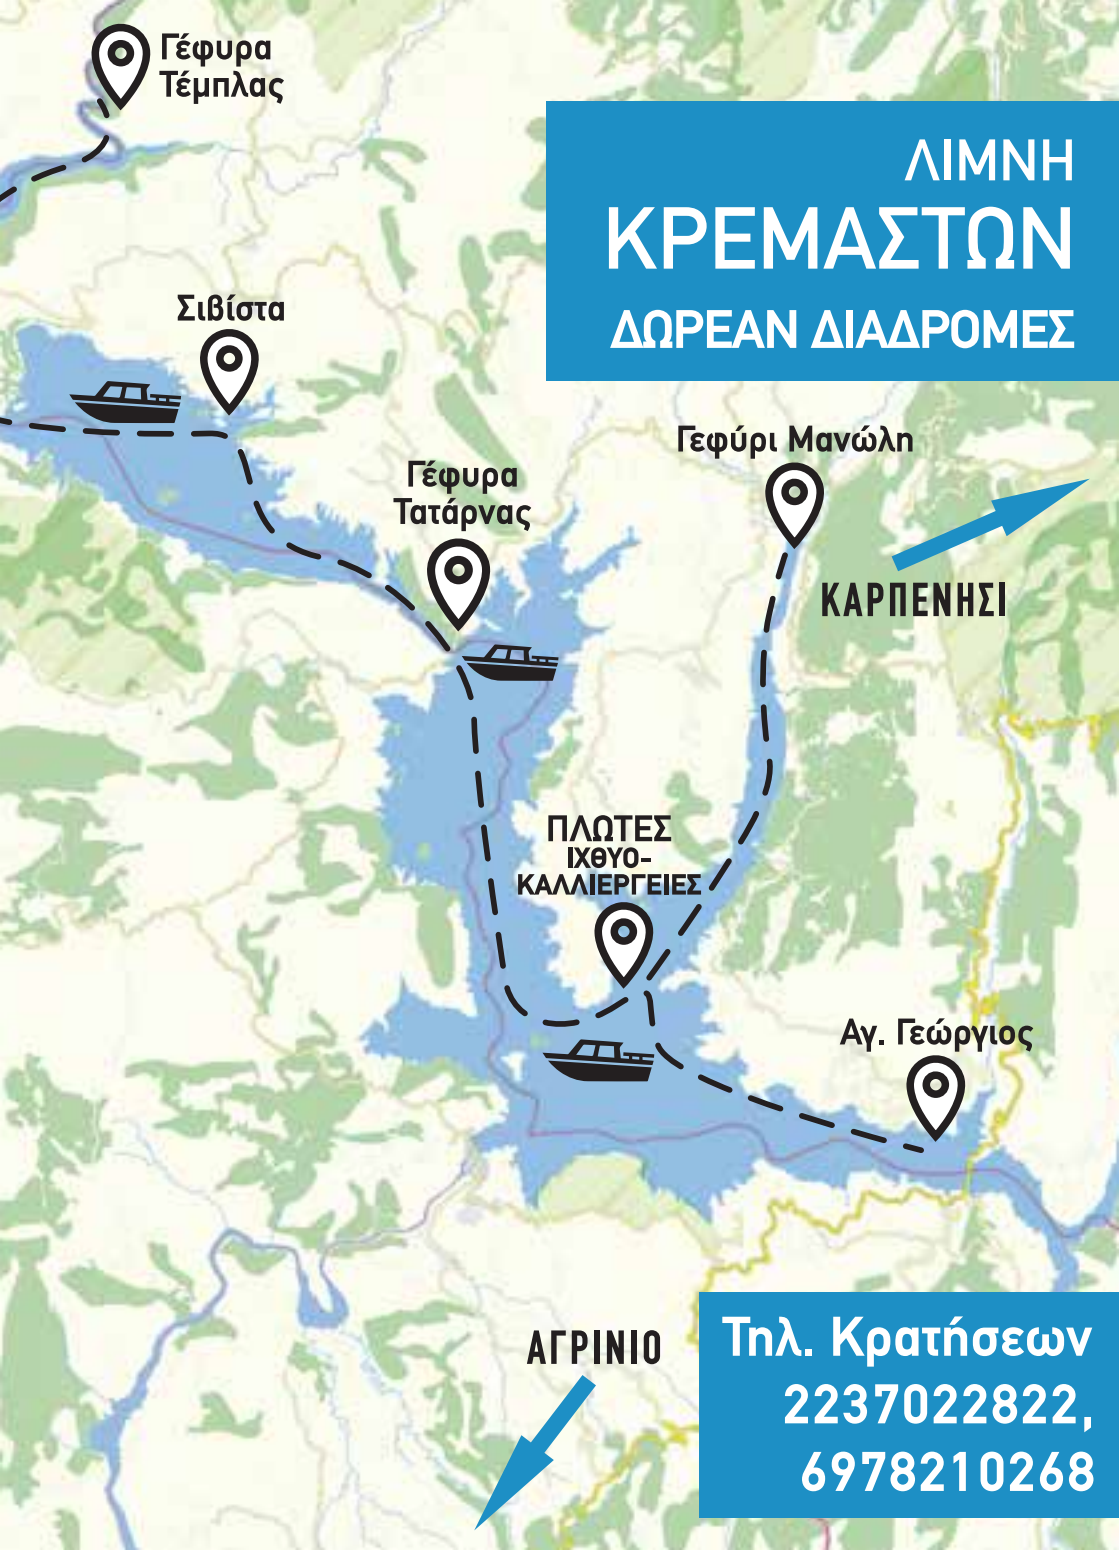 Γέφυρα
Τέμπλας
ΛΙΜΝΗ
ΚΡΕΜΑΣΤΩΝ
ΔΩΡΕΑΝ ΔΙΑΔΡΟΜΕΣ
Σιβίστα
Γεφύρι Μανώλη
Γέφυρα
Τατάρνας
ΚΑΡΠΕΝΗΣΙ
ΠΛΩΤΕΣ
ΙΧΘΥΟ-
ΚΑΛΛΙΕΡΓΕΙΕΣ
Αγ. Γεώργιος
ΑΓΡΙΝΙΟ
Τηλ. Κρατήσεων
2237022822,
6978210268